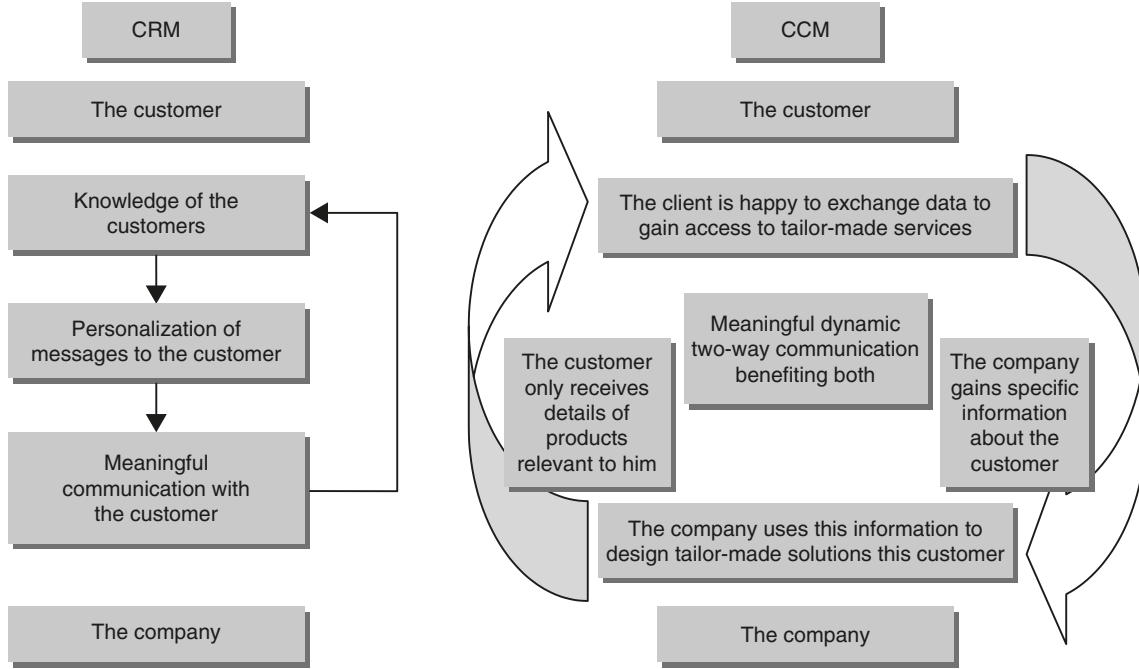 CRM
The customer
Knowledge of the
customers
Personalization of
messages to the customer
Meaningful
communication with
the customer
The company
CCM
The customer
The client is happy to exchange data to
gain access to tailor-made services
Meaningful dynamic
two-way communication
benefiting both
The customer
only receives
details of
products
relevant to him
The company
gains specific
information
about the
customer
The company uses this information to
design tailor-made solutions this customer
The company